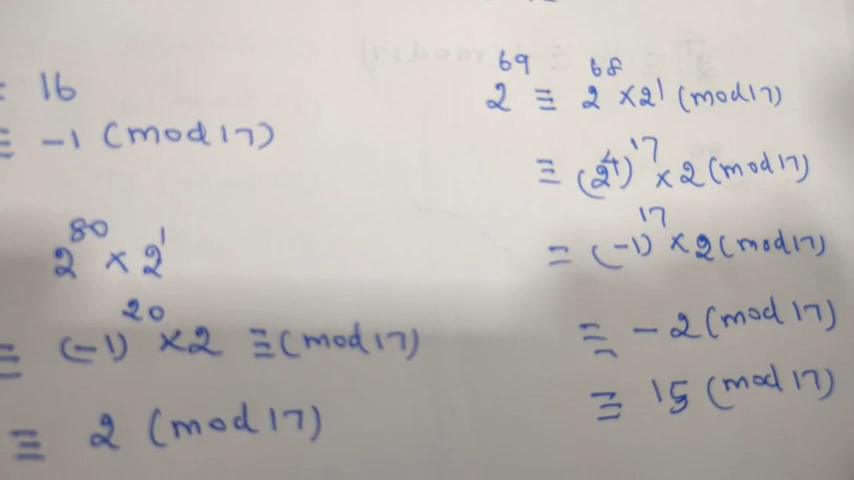 = 16
≡ -1 (mod 17)
2^80 × 2^1
≡ (-1)^20 × 2 ≡ (mod 17)
≡ 2 (mod 17)
2^69 ≡ 2^68 × 2^1 (mod 17)
≡ (2^4)^17 × 2 (mod 17)
= (-1)^17 × 2 (mod 17)
≡ -2 (mod 17)
≡ 15 (mod 17)